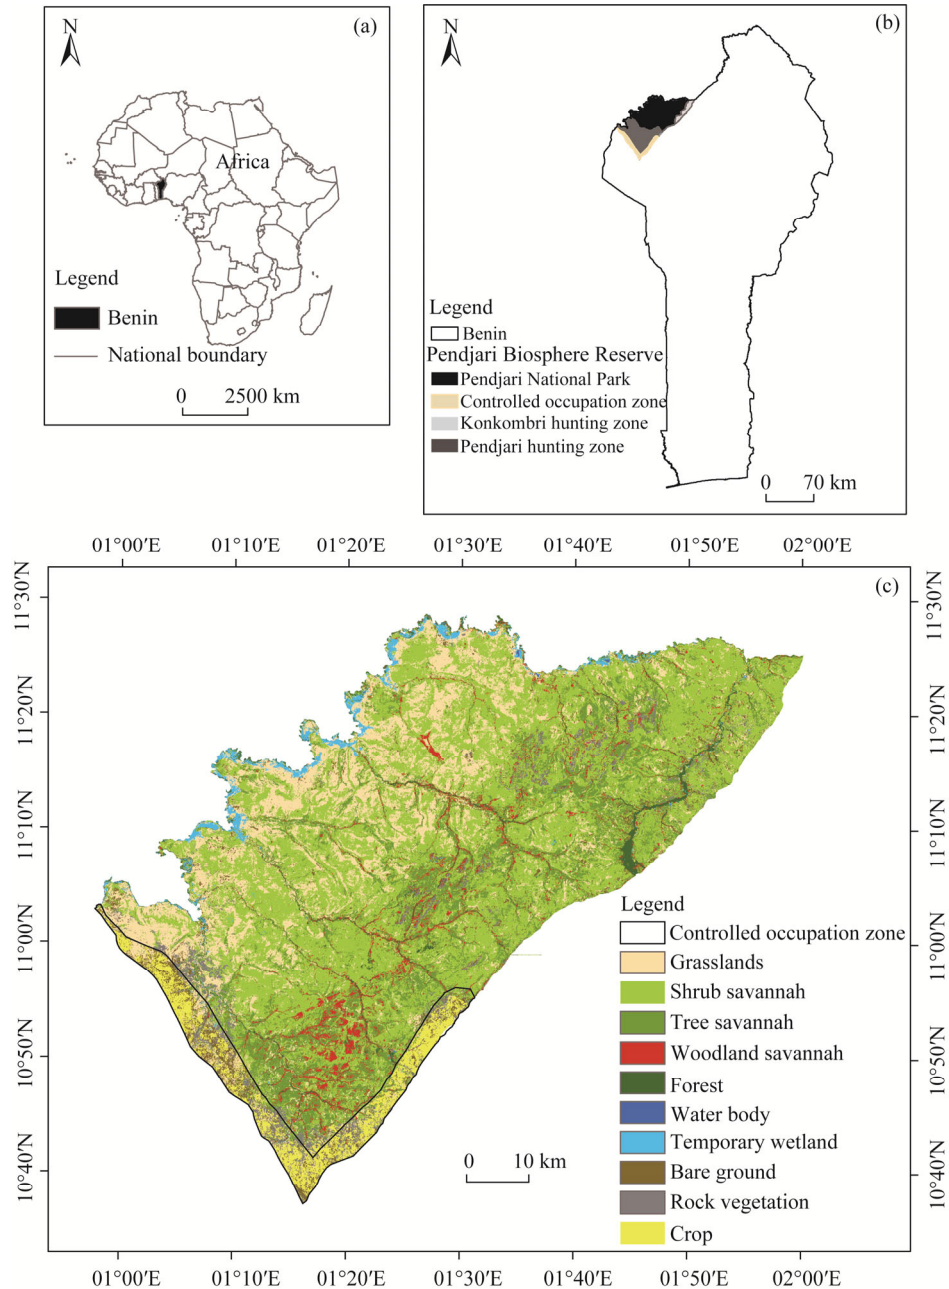 (a)
N
Africa
Legend
Benin
National boundary
0 2500 km
(b)
N
Legend
Benin
Pendjari Biosphere Reserve
Pendjari National Park
Controlled occupation zone
Konkombri hunting zone
Pendjari hunting zone
0 70 km
01°00′E 01°10′E 01°20′E 01°30′E 01°40′E 01°50′E 02°00′E
(c)
11°30′N
11°20′N
11°10′N
11°00′N
10°50′N
10°40′N
11°30′N
11°20′N
11°10′N
11°00′N
10°50′N
10°40′N
Legend
Controlled occupation zone
Grasslands
Shrub savannah
Tree savannah
Woodland savannah
Forest
Water body
Temporary wetland
Bare ground
Rock vegetation
Crop
0 10 km
01°00′E 01°10′E 01°20′E 01°30′E 01°40′E 01°50′E 02°00′E